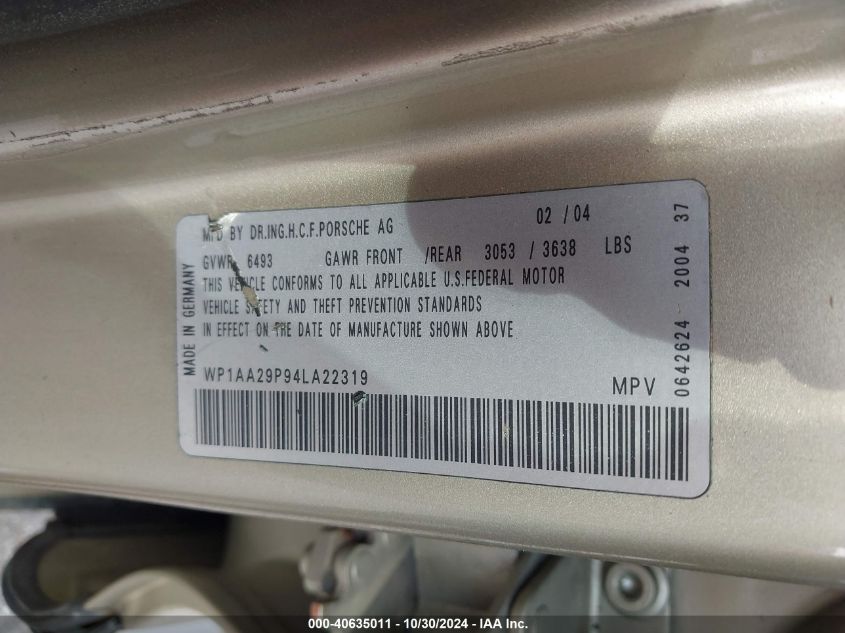 MFD BY DR.ING.H.C.F.PORSCHE AG 02 / 04
GVWR 6493 GAWR FRONT /REAR 3053 / 3638 LBS
THIS VEHICLE CONFORMS TO ALL APPLICABLE U.S.FEDERAL MOTOR
VEHICLE SAFETY AND THEFT PREVENTION STANDARDS
IN EFFECT ON THE DATE OF MANUFACTURE SHOWN ABOVE
WP1AA29P94LA22319 MPV
MADE IN GERMANY
0642624 2004 37
000-40635011 - 10/30/2024 - IAA Inc.